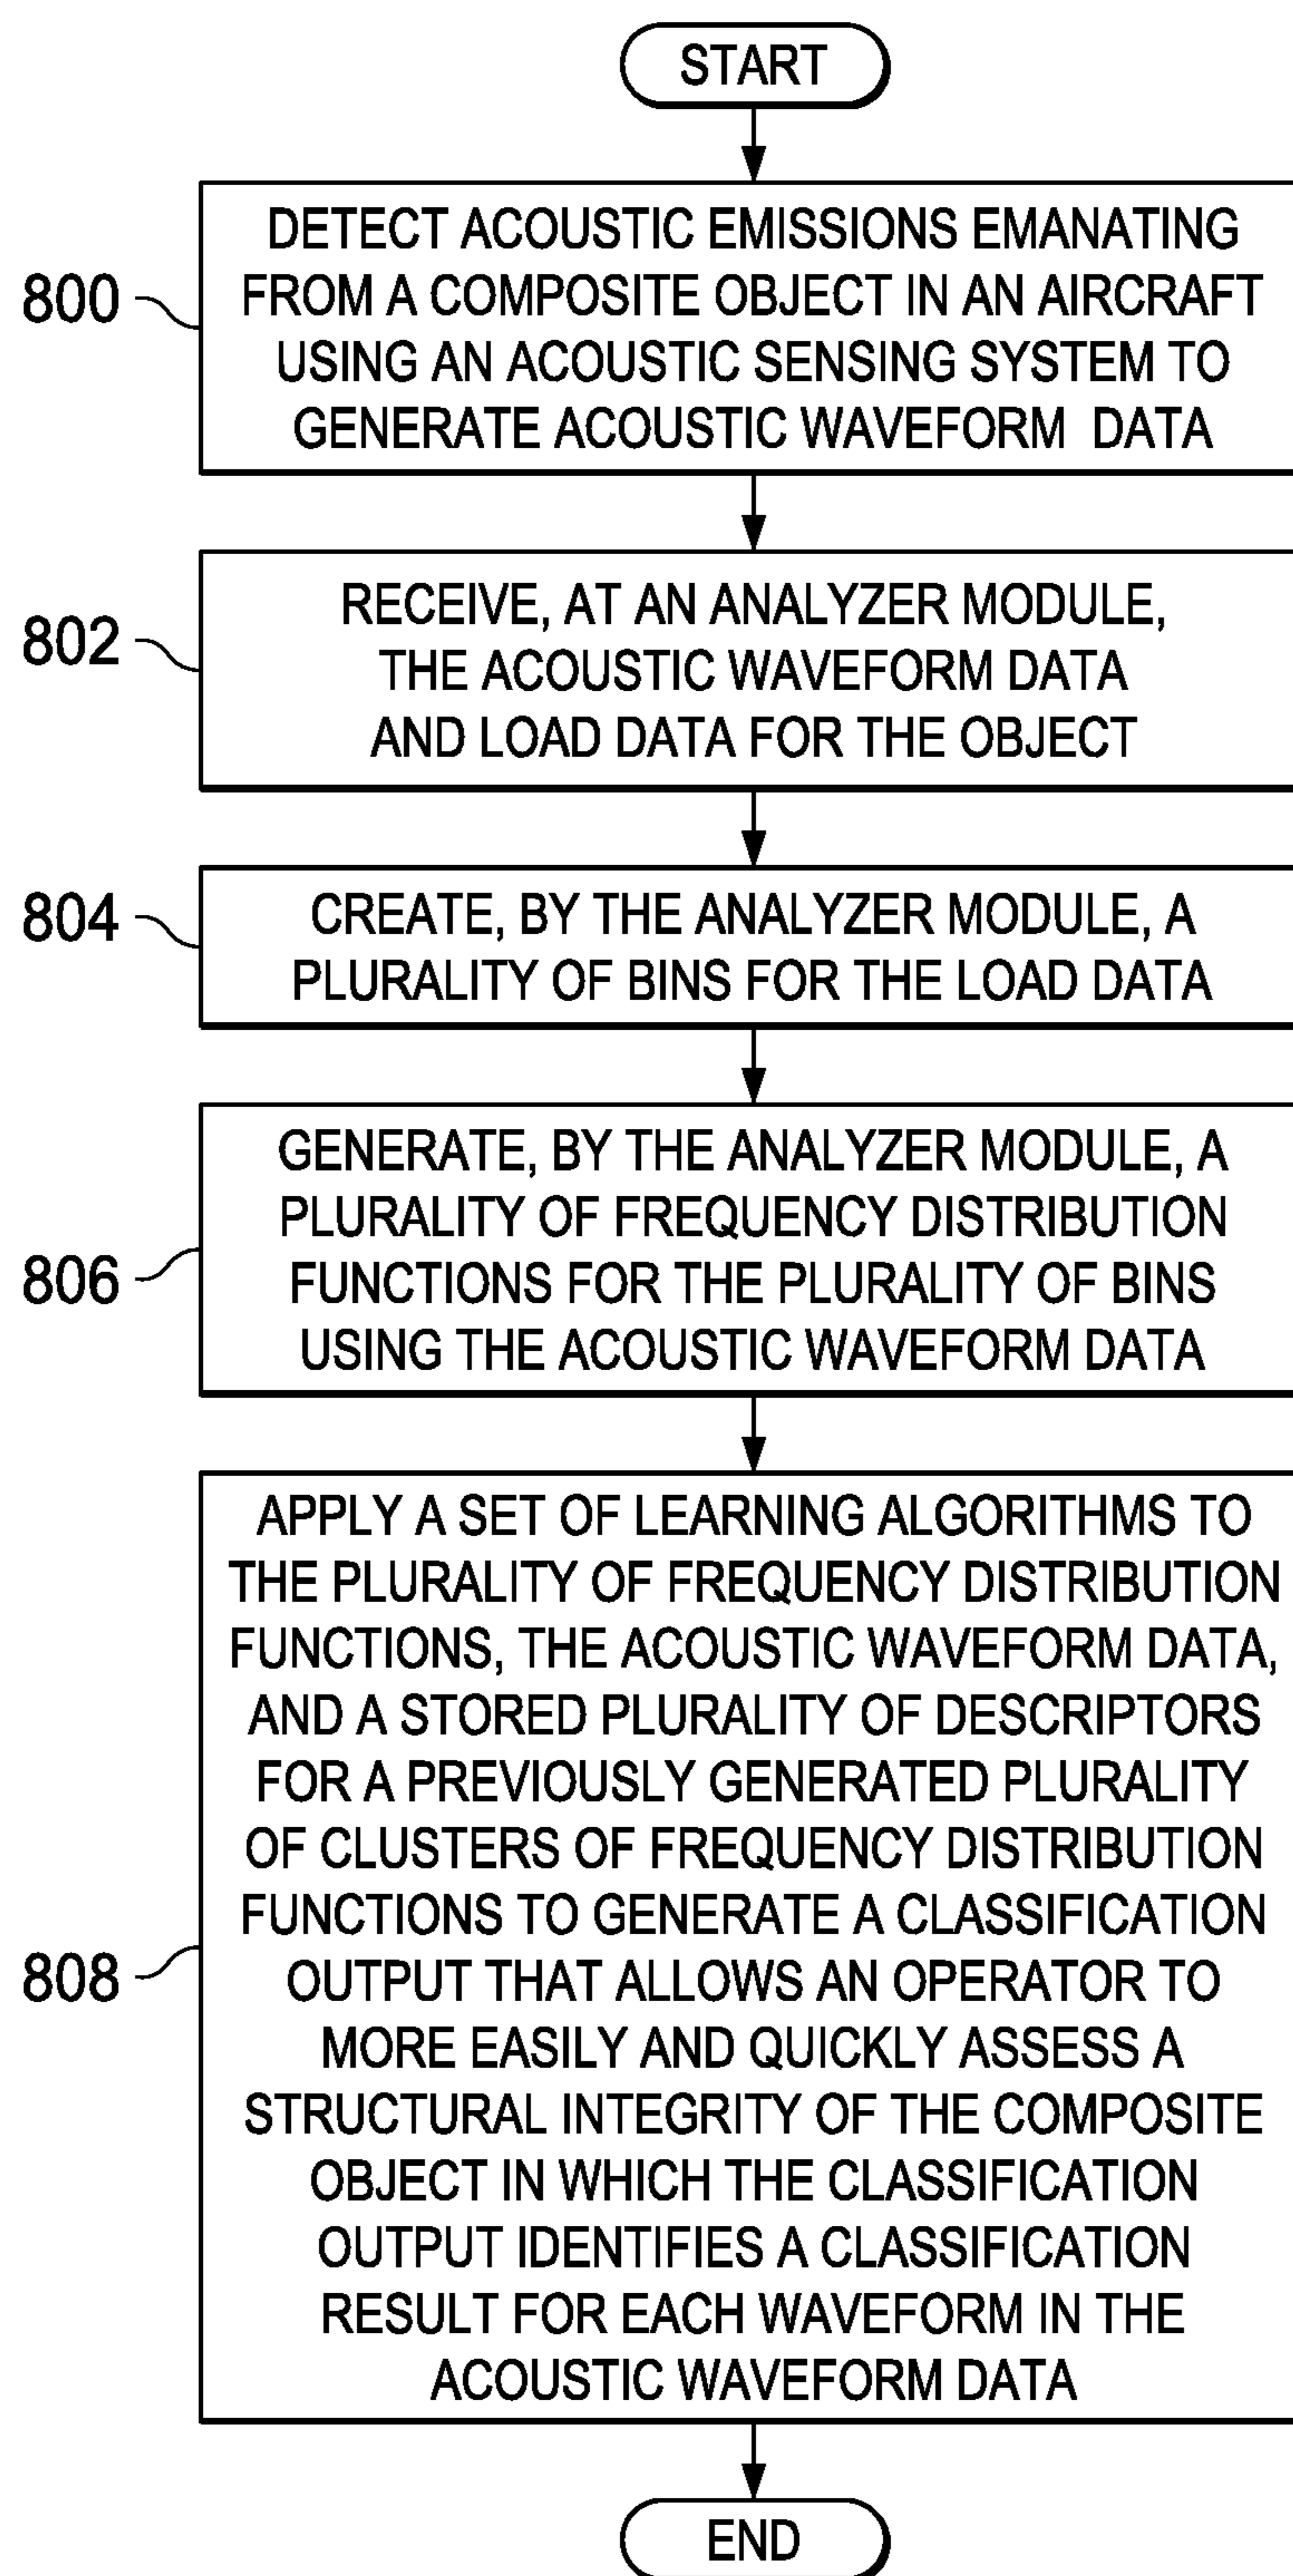 START
800
DETECT ACOUSTIC EMISSIONS EMANATING
FROM A COMPOSITE OBJECT IN AN AIRCRAFT
USING AN ACOUSTIC SENSING SYSTEM TO
GENERATE ACOUSTIC WAVEFORM DATA
802
RECEIVE, AT AN ANALYZER MODULE,
THE ACOUSTIC WAVEFORM DATA
AND LOAD DATA FOR THE OBJECT
804
CREATE, BY THE ANALYZER MODULE, A
PLURALITY OF BINS FOR THE LOAD DATA
806
GENERATE, BY THE ANALYZER MODULE, A
PLURALITY OF FREQUENCY DISTRIBUTION
FUNCTIONS FOR THE PLURALITY OF BINS
USING THE ACOUSTIC WAVEFORM DATA
808
APPLY A SET OF LEARNING ALGORITHMS TO
THE PLURALITY OF FREQUENCY DISTRIBUTION
FUNCTIONS, THE ACOUSTIC WAVEFORM DATA,
AND A STORED PLURALITY OF DESCRIPTORS
FOR A PREVIOUSLY GENERATED PLURALITY
OF CLUSTERS OF FREQUENCY DISTRIBUTION
FUNCTIONS TO GENERATE A CLASSIFICATION
OUTPUT THAT ALLOWS AN OPERATOR TO
MORE EASILY AND QUICKLY ASSESS A
STRUCTURAL INTEGRITY OF THE COMPOSITE
OBJECT IN WHICH THE CLASSIFICATION
OUTPUT IDENTIFIES A CLASSIFICATION
RESULT FOR EACH WAVEFORM IN THE
ACOUSTIC WAVEFORM DATA
END